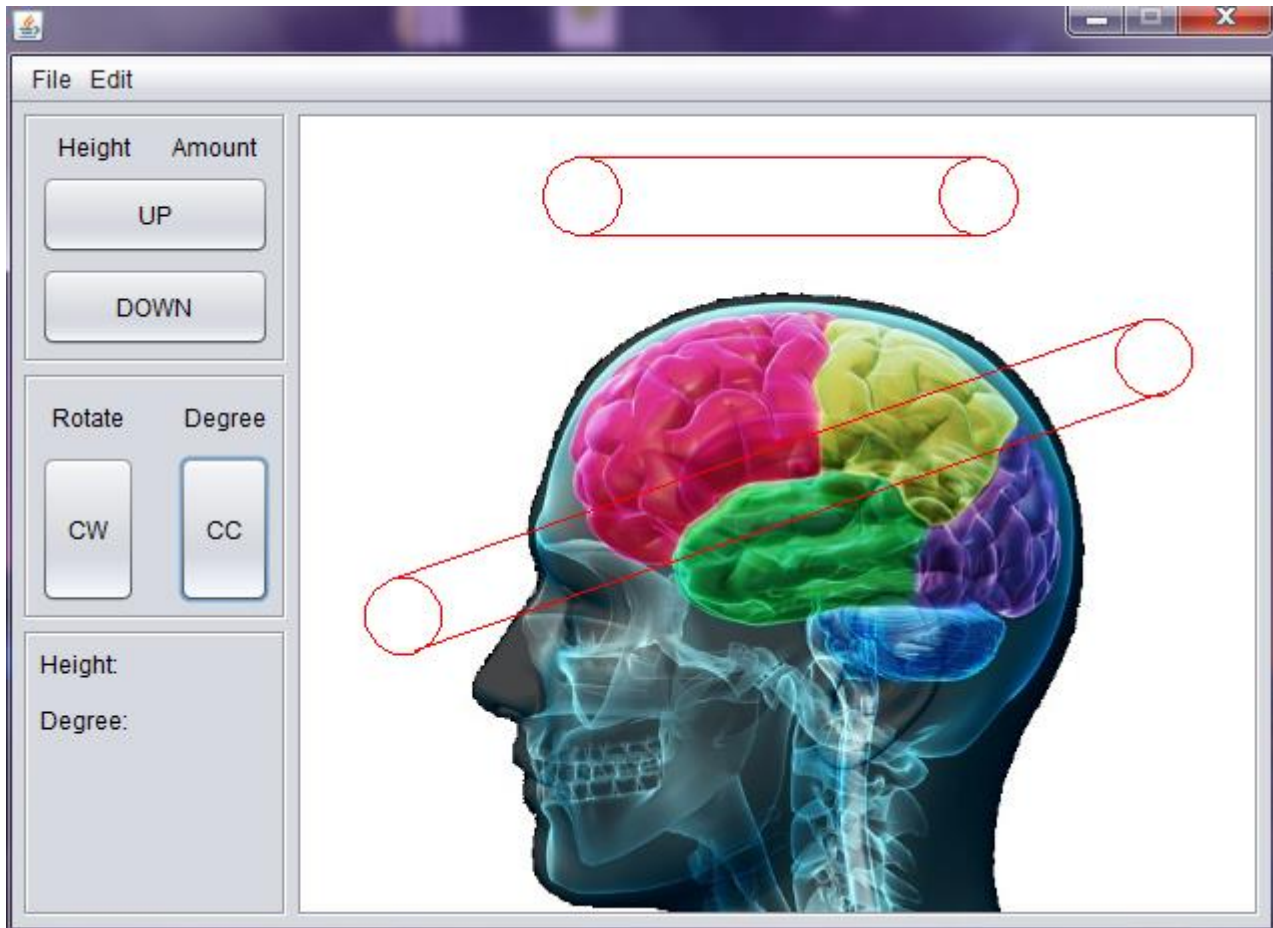 File Edit
Height Amount
UP
DOWN
Rotate Degree
CW CC
Height:
Degree: